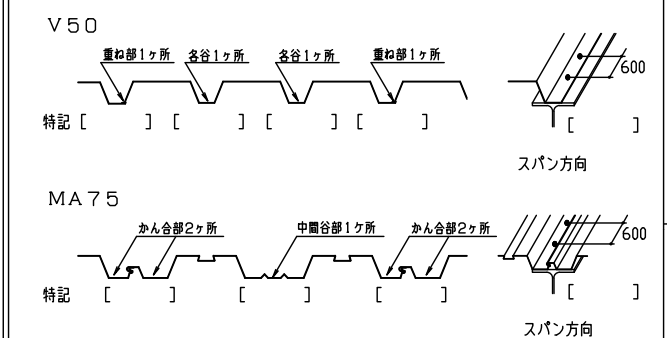 V50
重ね部1ヶ所 各谷1ヶ所 各谷1ヶ所 重ね部1ヶ所
600
特記 [ ] [ ] [ ] [ ] [ ]
スパン方向
MA75
かん合部2ヶ所 中間谷部1ケ所 かん合部2ヶ所
600
特記 [ ] [ ] [ ] [ ]
スパン方向